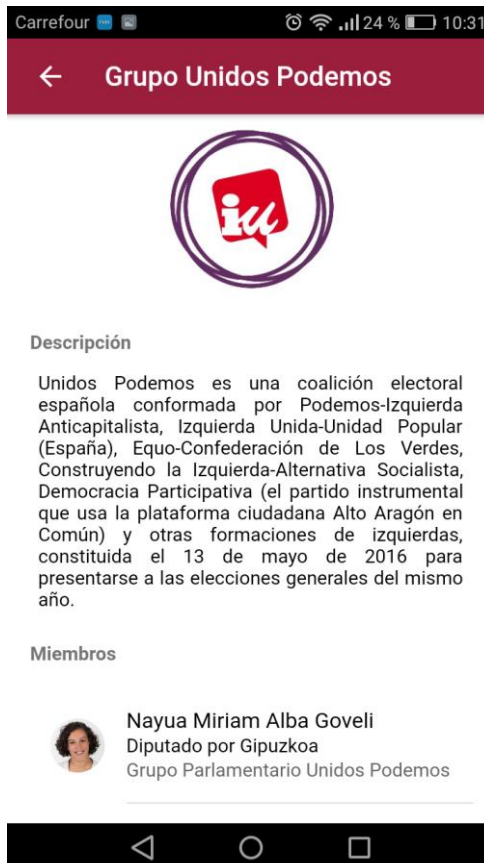 Carrefour 24 % 10:31
Grupo Unidos Podemos
iu
Descripción
Unidos Podemos es una coalición electoral
española conformada por Podemos-Izquierda
Anticapitalista, Izquierda Unida-Unidad Popular
(España), Equo-Confederación de Los Verdes,
Construyendo la Izquierda-Alternativa Socialista,
Democracia Participativa (el partido instrumental
que usa la plataforma ciudadana Alto Aragón en
Común) y otras formaciones de izquierdas,
constituida el 13 de mayo de 2016 para
presentarse a las elecciones generales del mismo
año.
Miembros
Nayua Miriam Alba Goveli
Diputado por Gipuzkoa
Grupo Parlamentario Unidos Podemos